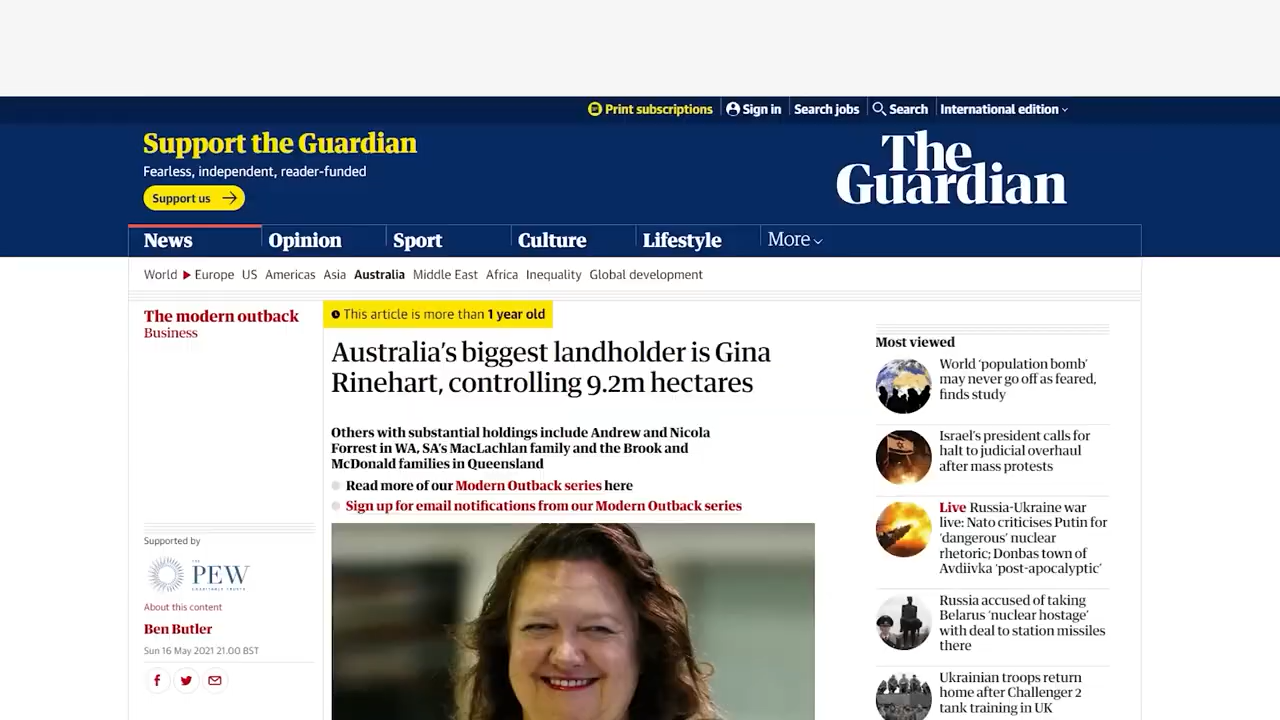 Print subscriptions
Sign in
Search jobs
Search
International edition
Support the Guardian
Fearless, independent, reader-funded
Support us
The
Guardian
News
Opinion
Sport
Culture
Lifestyle
More
World
Europe
US
Americas
Asia
Australia
Middle East
Africa
Inequality
Global development
The modern outback
Business
This article is more than 1 year old
Australia’s biggest landholder is Gina
Rinehart, controlling 9.2m hectares
Others with substantial holdings include Andrew and Nicola
Forrest in WA, SA’s MacLachlan family and the Brook and
McDonald families in Queensland
Read more of our Modern Outback series here
Sign up for email notifications from our Modern Outback series
Supported by
THE
PEW
CHARITABLE TRUSTS
About this content
Ben Butler
Sun 16 May 2021 21.00 BST
Most viewed
World ‘population bomb’
may never go off as feared,
finds study
Israel’s president calls for
halt to judicial overhaul
after mass protests
Live Russia-Ukraine war
live: Nato criticises Putin for
‘dangerous’ nuclear
rhetoric; Donbas town of
Avdiivka ‘post-apocalyptic’
Russia accused of taking
Belarus ‘nuclear hostage’
with deal to station missiles
there
Ukrainian troops return
home after Challenger 2
tank training in UK